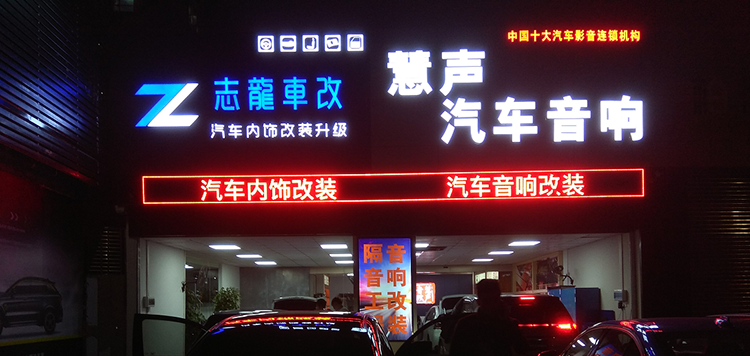 中国十大汽车影音连锁机构
志龍車改
汽车内饰改装升级
慧声
汽车音响
汽车内饰改装 汽车音响改装
隔音
音响
王改
装